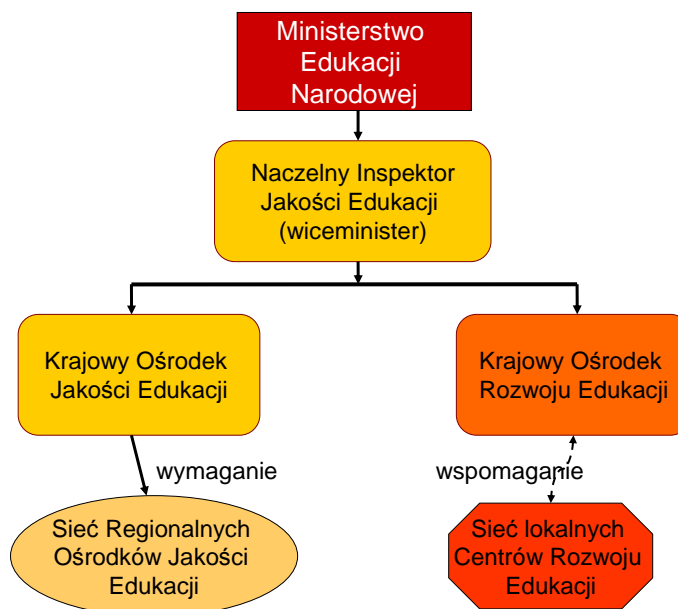 Ministerstwo
Edukacji
Narodowej
Naczelny Inspektor
Jakości Edukacji
(wiceminister)
Krajowy Ośrodek
Jakości Edukacji
Krajowy Ośrodek
Rozwoju Edukacji
wymaganie
wspomaganie
Sieć Regionalnych
Ośrodków Jakości
Edukacji
Sieć lokalnych
Centrów Rozwoju
Edukacji